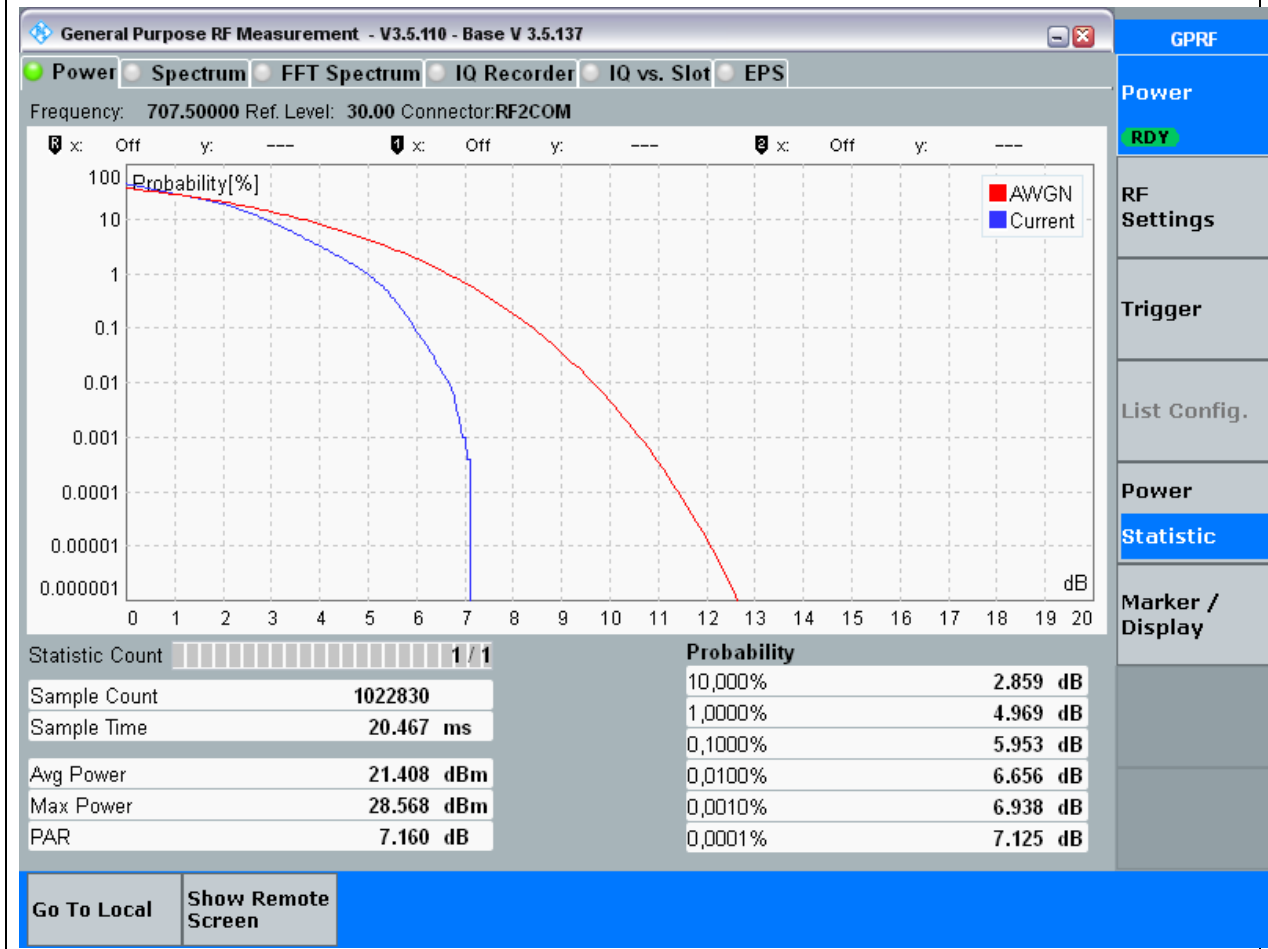 General Purpose RF Measurement - V3.5.110 - Base V 3.5.137
GPRF
Power Spectrum FFT Spectrum IQ Recorder IQ vs. Slot EPS
Frequency: 707.50000 Ref. Level: 30.00 Connector:RF2COM
R x: Off y: --- 1 x: Off y: --- 2 x: Off y: ---
Probability[%]
AWGN
Current
100
10
1
0.1
0.01
0.001
0.0001
0.00001
0.000001
dB
0 1 2 3 4 5 6 7 8 9 10 11 12 13 14 15 16 17 18 19 20
Statistic Count 1 / 1
Sample Count 1022830
Sample Time 20.467 ms
Avg Power 21.408 dBm
Max Power 28.568 dBm
PAR 7.160 dB
Probability
10,000% 2.859 dB
1,0000% 4.969 dB
0,1000% 5.953 dB
0,0100% 6.656 dB
0,0010% 6.938 dB
0,0001% 7.125 dB
Power
RDY
RF
Settings
Trigger
List Config.
Power
Statistic
Marker /
Display
Go To Local
Show Remote
Screen